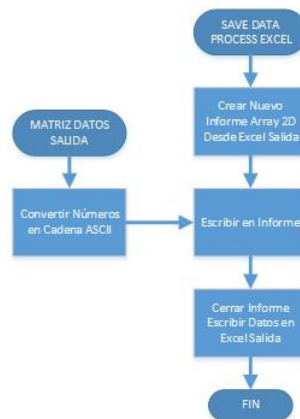 SAVE DATA
PROCESS EXCEL
Crear Nuevo
Informe Array 2D
Desde Excel Salida
MATRIZ DATOS
SALIDA
Convertir Números
en Cadena ASCII
Escribir en Informe
Cerrar Informe
Escribir Datos en
Excel Salida
FIN